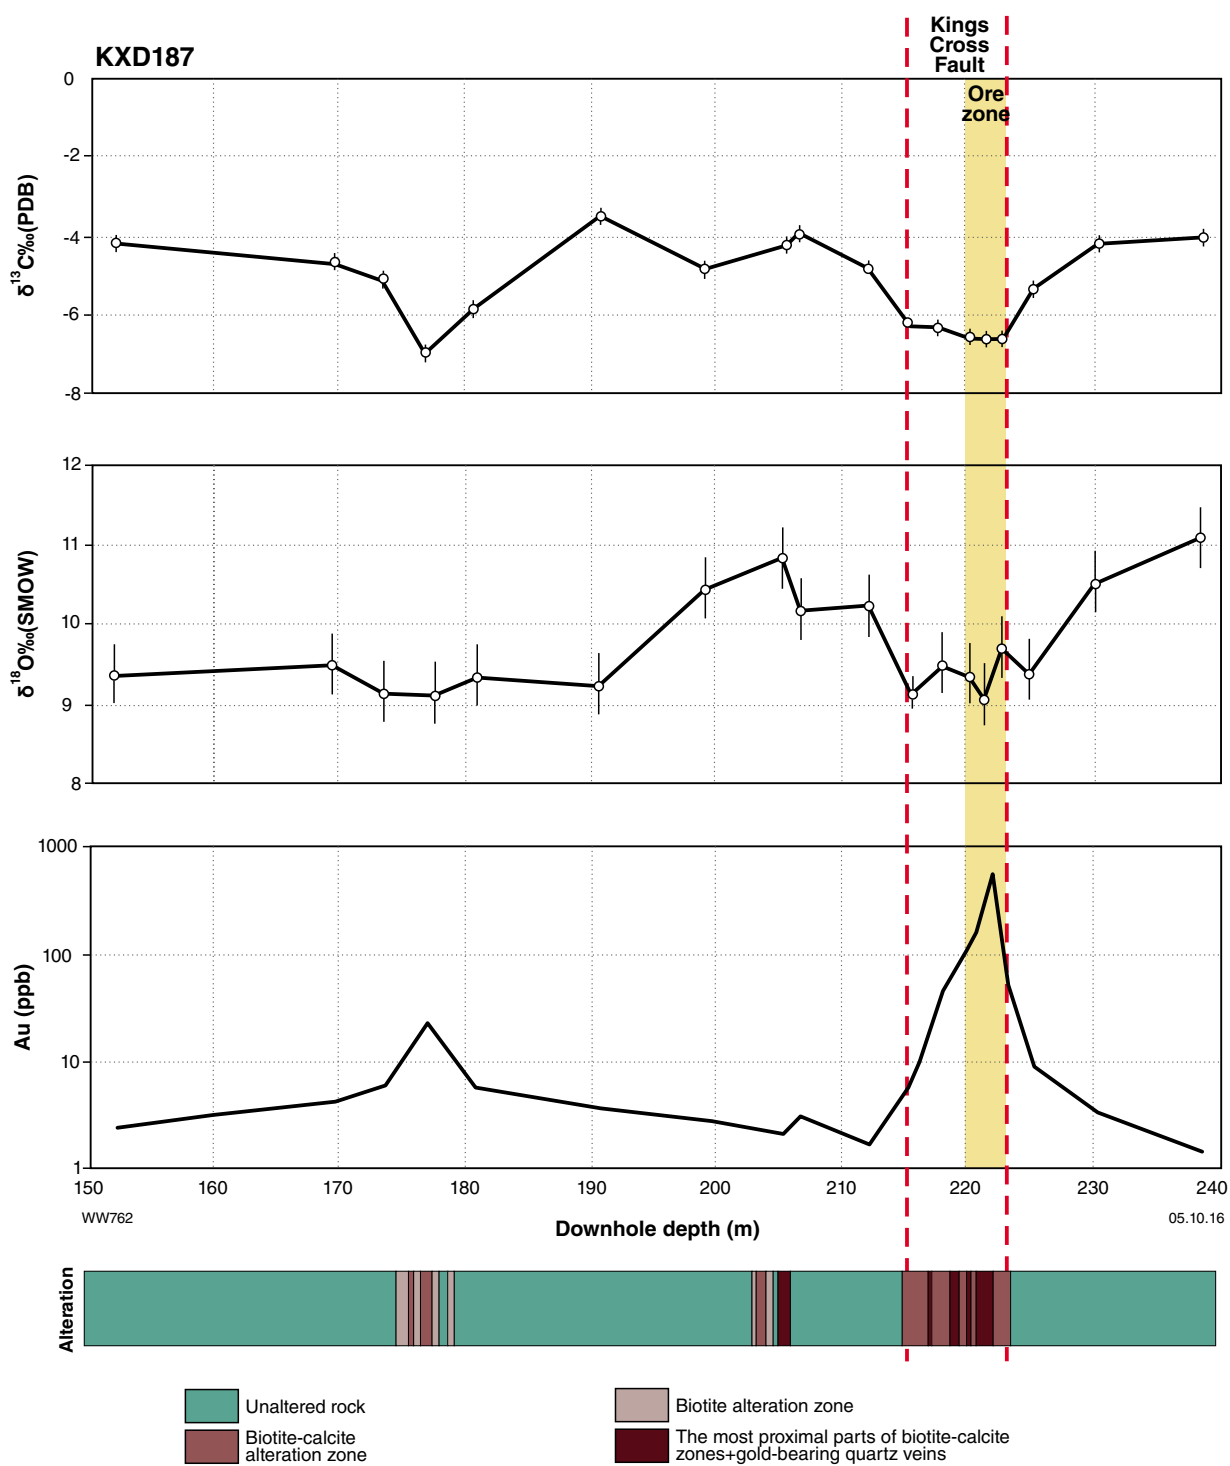 Kings
Cross
Fault
KXD187
Ore
zone
0
-2
-4
-6
-8
δ¹³C‰(PDB)
12
11
10
9
8
δ¹⁸O‰(SMOW)
1000
100
10
1
Au (ppb)
150 160 170 180 190 200 210 220 230 240
WW762
Downhole depth (m)
05.10.16
Alteration
Unaltered rock
Biotite-calcite
alteration zone
Biotite alteration zone
The most proximal parts of biotite-calcite
zones+gold-bearing quartz veins